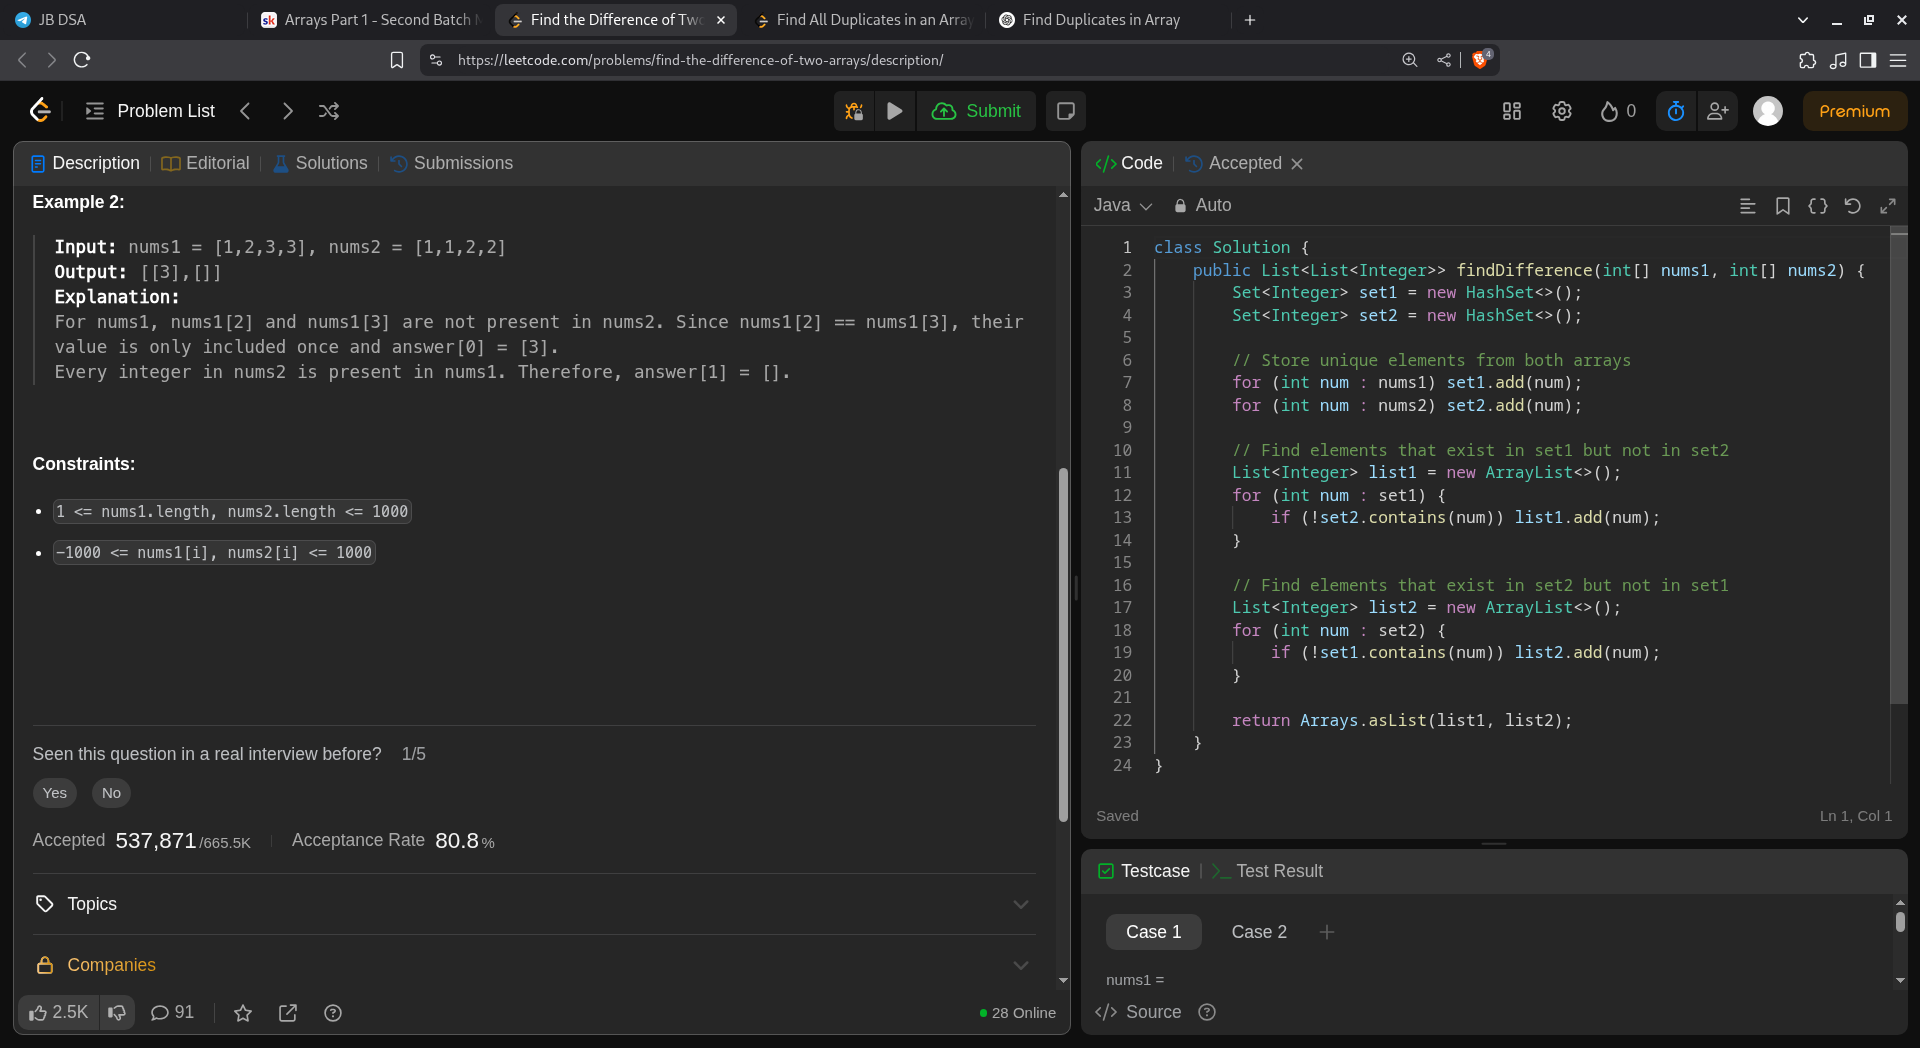 JB DSA
Arrays Part 1 - Second Batch
Find the Difference of Two
Find All Duplicates in an Array
Find Duplicates in Array
https://leetcode.com/problems/find-the-difference-of-two-arrays/description/
4
Problem List
Submit
0
Premium
Description
Editorial
Solutions
Submissions
Example 2:
Input: nums1 = [1,2,3,3], nums2 = [1,1,2,2]
Output: [[3],[]]
Explanation:
For nums1, nums1[2] and nums1[3] are not present in nums2. Since nums1[2] == nums1[3], their
value is only included once and answer[0] = [3].
Every integer in nums2 is present in nums1. Therefore, answer[1] = [].
Constraints:
• 1 <= nums1.length, nums2.length <= 1000
• -1000 <= nums1[i], nums2[i] <= 1000
Seen this question in a real interview before? 1/5
Yes No
Accepted 537,871/665.5K Acceptance Rate 80.8%
Topics
Companies
2.5K 91 28 Online
</> Code
Accepted
Java Auto
1 class Solution {
2 public List<List<Integer>> findDifference(int[] nums1, int[] nums2) {
3 Set<Integer> set1 = new HashSet<>();
4 Set<Integer> set2 = new HashSet<>();
5
6 // Store unique elements from both arrays
7 for (int num : nums1) set1.add(num);
8 for (int num : nums2) set2.add(num);
9
10 // Find elements that exist in set1 but not in set2
11 List<Integer> list1 = new ArrayList<>();
12 for (int num : set1) {
13 if (!set2.contains(num)) list1.add(num);
14 }
15
16 // Find elements that exist in set2 but not in set1
17 List<Integer> list2 = new ArrayList<>();
18 for (int num : set2) {
19 if (!set1.contains(num)) list2.add(num);
20 }
21
22 return Arrays.asList(list1, list2);
23 }
24 }
Saved Ln 1, Col 1
Testcase
Test Result
Case 1 Case 2 +
nums1 =
</> Source